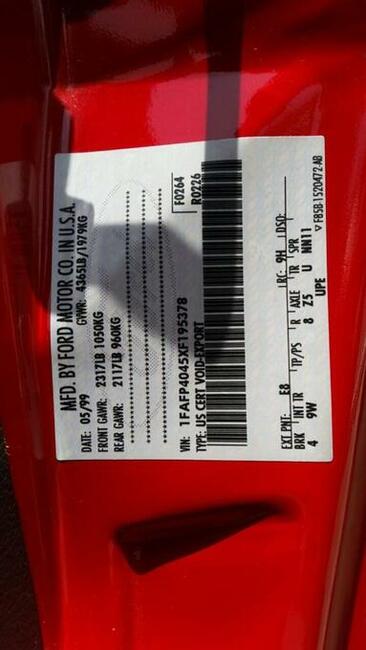 MFD. BY FORD MOTOR CO. IN U.S.A.
DATE: 05/99 GVWR: 4365LB/1979KG
FRONT GAWR: 2317LB 1050KG
REAR GAWR: 2117LB 960KG
F0264
R0226
VIN: 1FAFP4045XF195378
TYPE: US CERT VOID-EXPORT
EXT PNT: E8 RC: 9H DSO:
BRK INT TR TP/PS R AXLE TR SPR
4 9W 8 Z5 U NN11
UPE
▽ F85B-1520472-AB